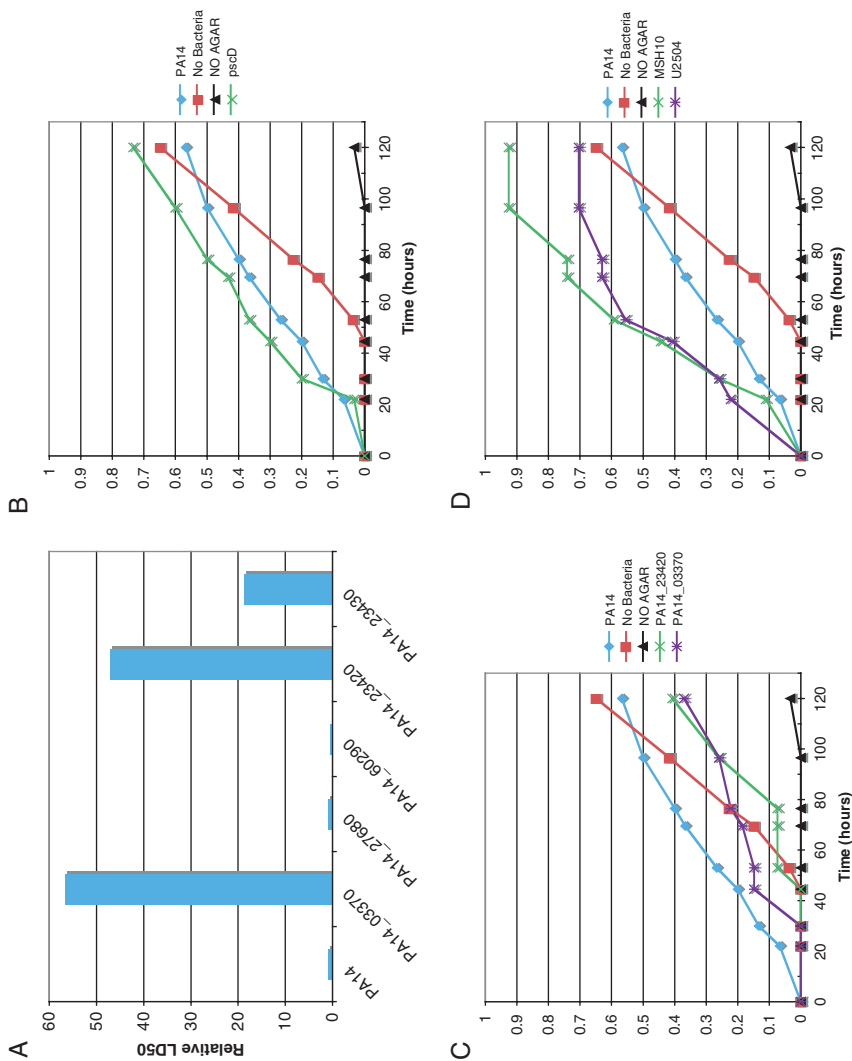 A
Relative LD50
60
50
40
30
20
10
0
PA14
PA14_03370
PA14_27680
PA14_60290
PA14_23420
PA14_23430
B
1
0.9
0.8
0.7
0.6
0.5
0.4
0.3
0.2
0.1
0
0
20
40
60
80
100
120
Time (hours)
PA14
No Bacteria
NO AGAR
pscD
C
1
0.9
0.8
0.7
0.6
0.5
0.4
0.3
0.2
0.1
0
0
20
40
60
80
100
120
Time (hours)
PA14
No Bacteria
NO AGAR
PA14_23420
PA14_03370
D
1
0.9
0.8
0.7
0.6
0.5
0.4
0.3
0.2
0.1
0
0
20
40
60
80
100
120
Time (hours)
PA14
No Bacteria
NO AGAR
MSH10
U2504